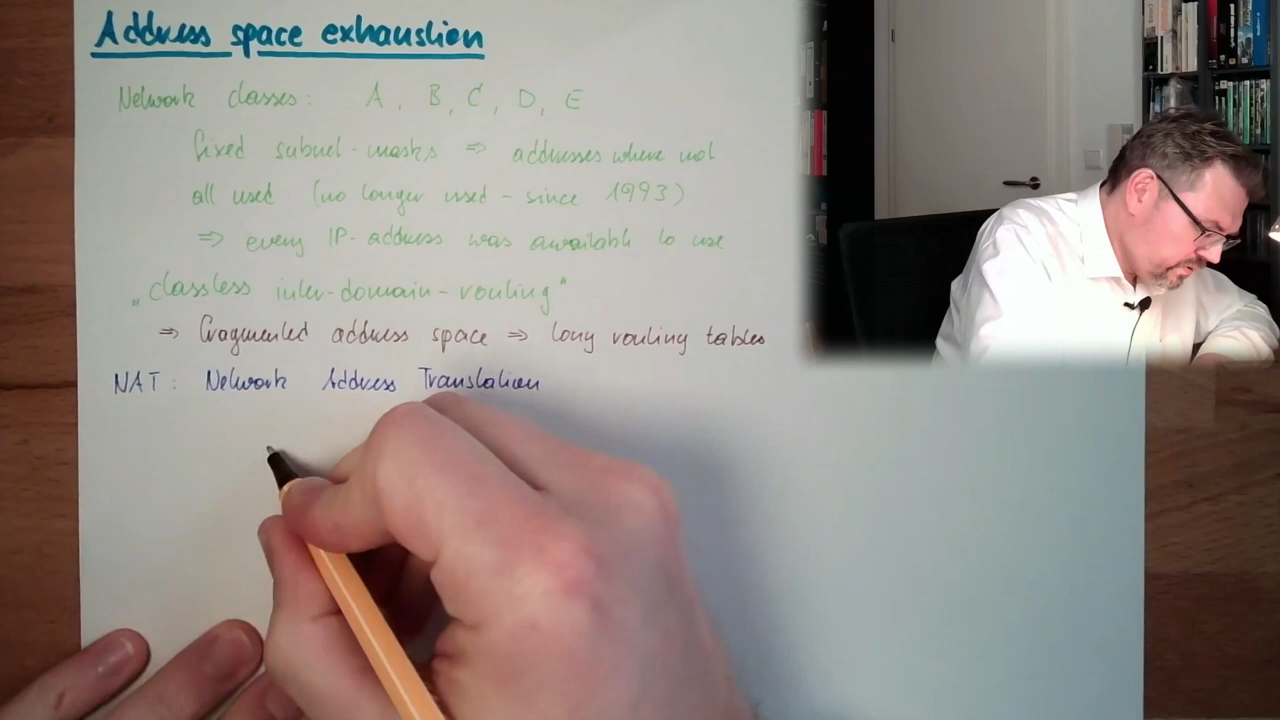 Address space exhaustion
Network classes: A, B, C, D, E
fixed subnet-masks ⇒ addresses where not
all used (no longer used - since 1993)
⇒ every IP-address was available to use
„classless inter-domain-routing“
⇒ fragmented address space ⇒ long routing tables
NAT: Network Address Translation